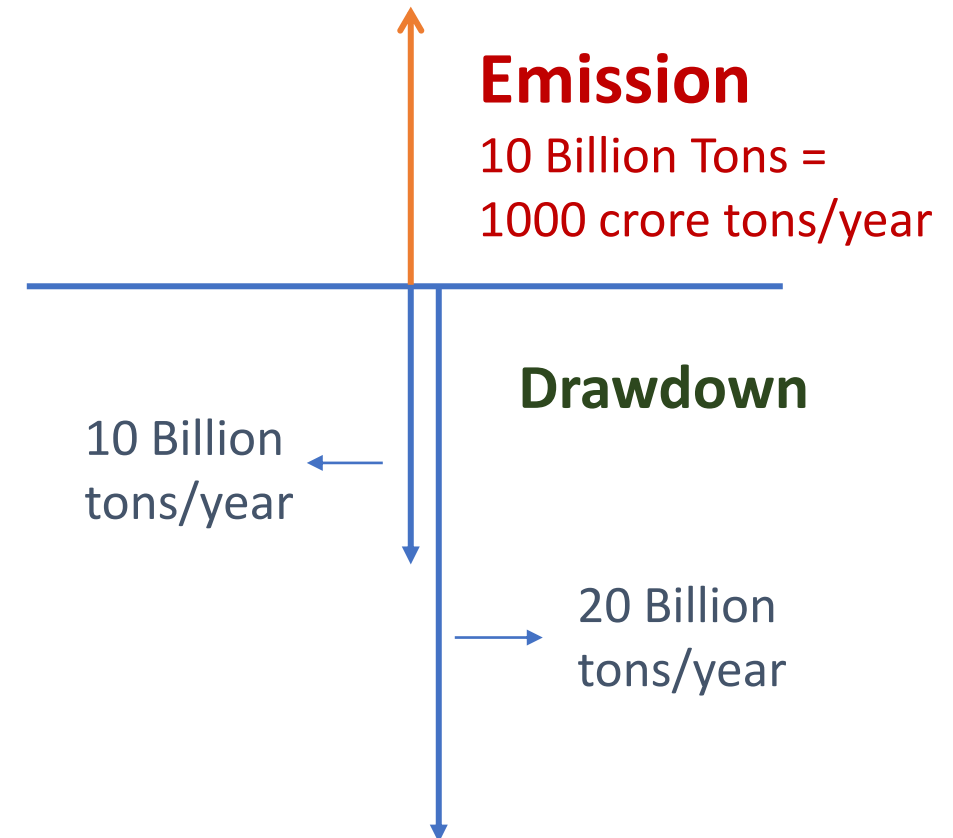 Emission
10 Billion Tons =
1000 crore tons/year
Drawdown
10 Billion
tons/year
20 Billion
tons/year